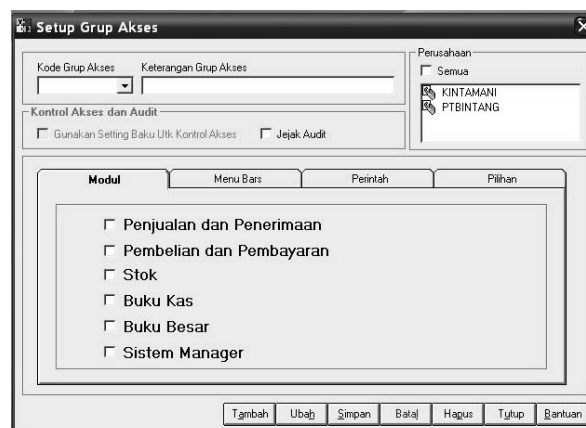 Setup Grup Akses
Kode Grup Akses
Keterangan Grup Akses
Perusahaan
Semua
KINTAMANI
PTBINTANG
Kontrol Akses dan Audit
Gunakan Setting Baku Utk Kontrol Akses
Jejak Audit
Modul
Menu Bars
Perintah
Pilihan
Penjualan dan Penerimaan
Pembelian dan Pembayaran
Stok
Buku Kas
Buku Besar
Sistem Manager
Tambah
Ubah
Simpan
Batal
Hapus
Tutup
Bantuan